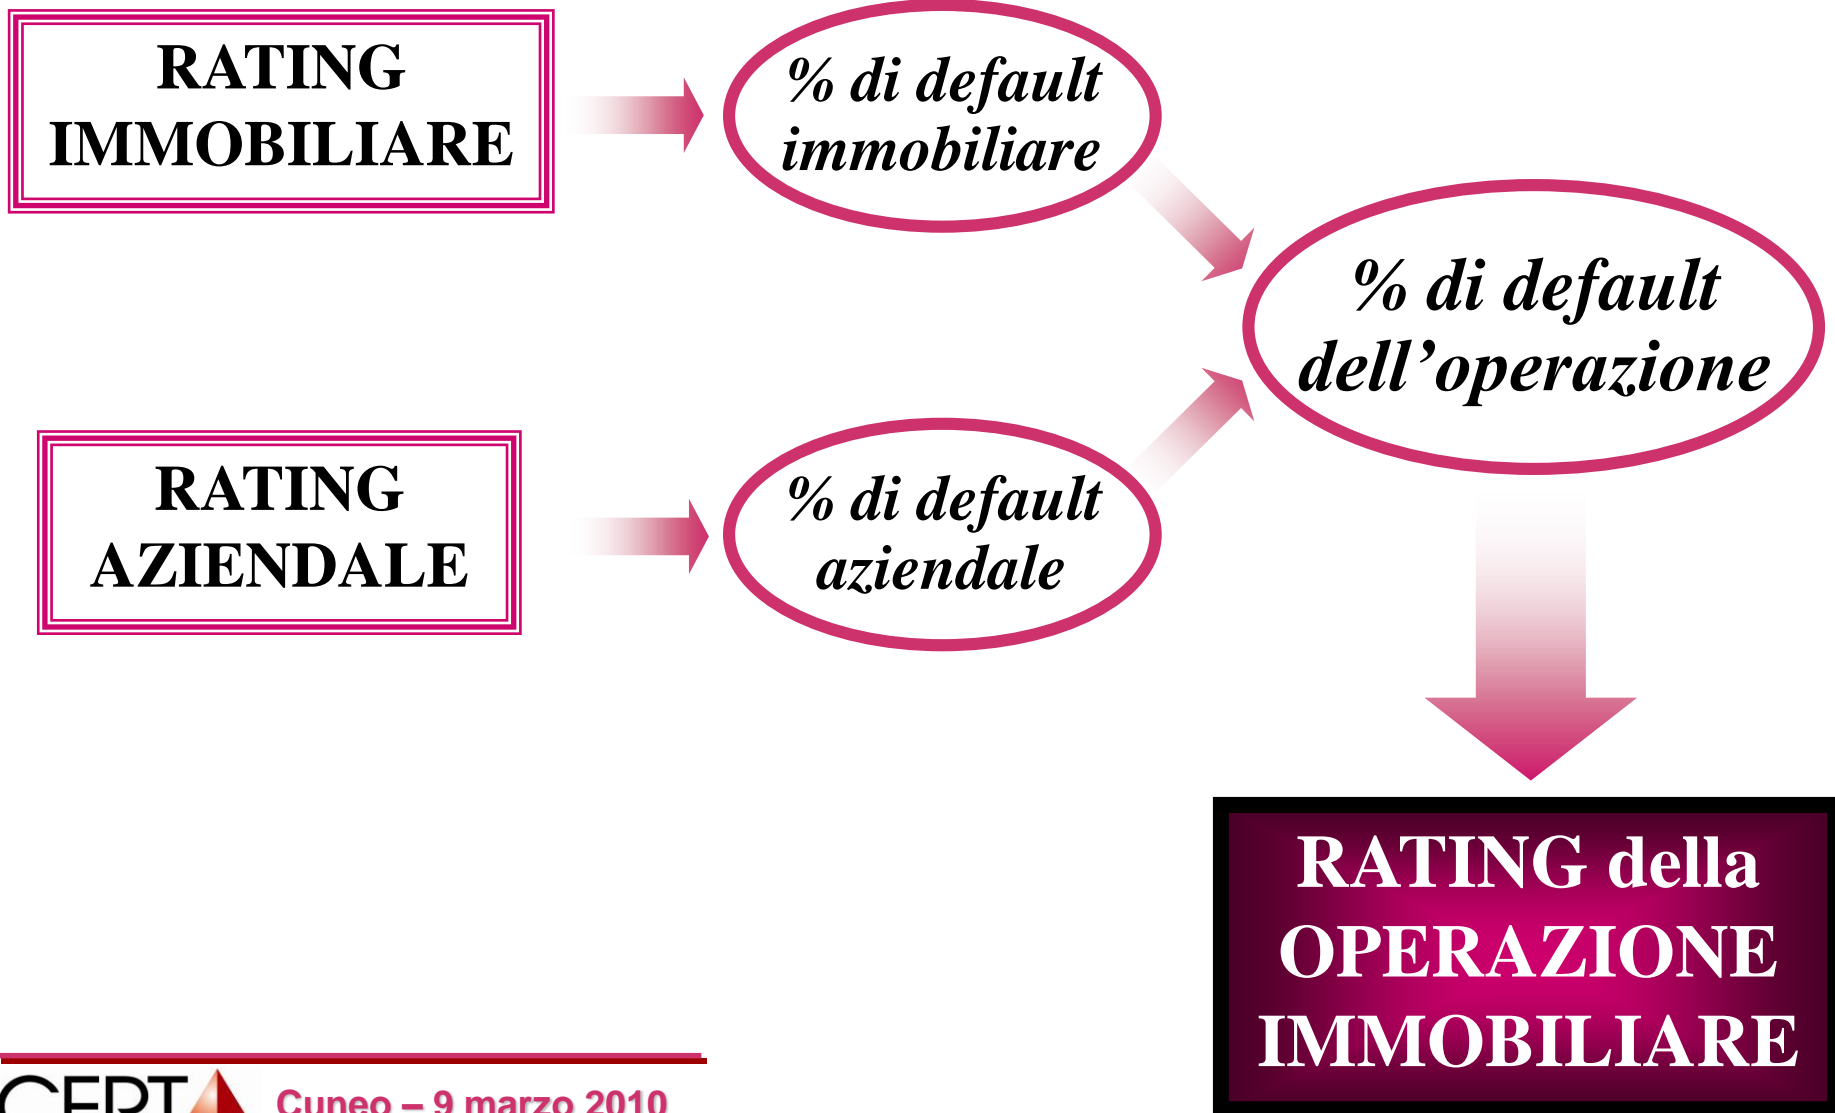 RATING
IMMOBILIARE
% di default
immobiliare
% di default
dell’operazione
RATING
AZIENDALE
% di default
aziendale
RATING della
OPERAZIONE
IMMOBILIARE
CERT
Cuneo – 9 marzo 2010